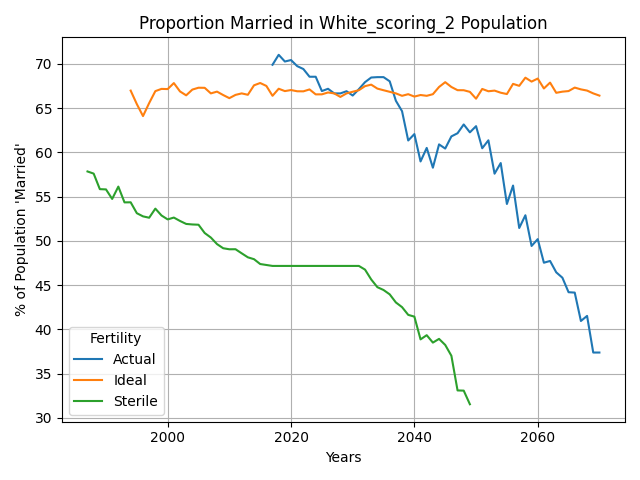 Proportion Married in White_scoring_2 Population
% of Population 'Married'
70
65
60
55
50
45
40
35
30
Fertility
Actual
Ideal
Sterile
2000
2020
2040
2060
Years